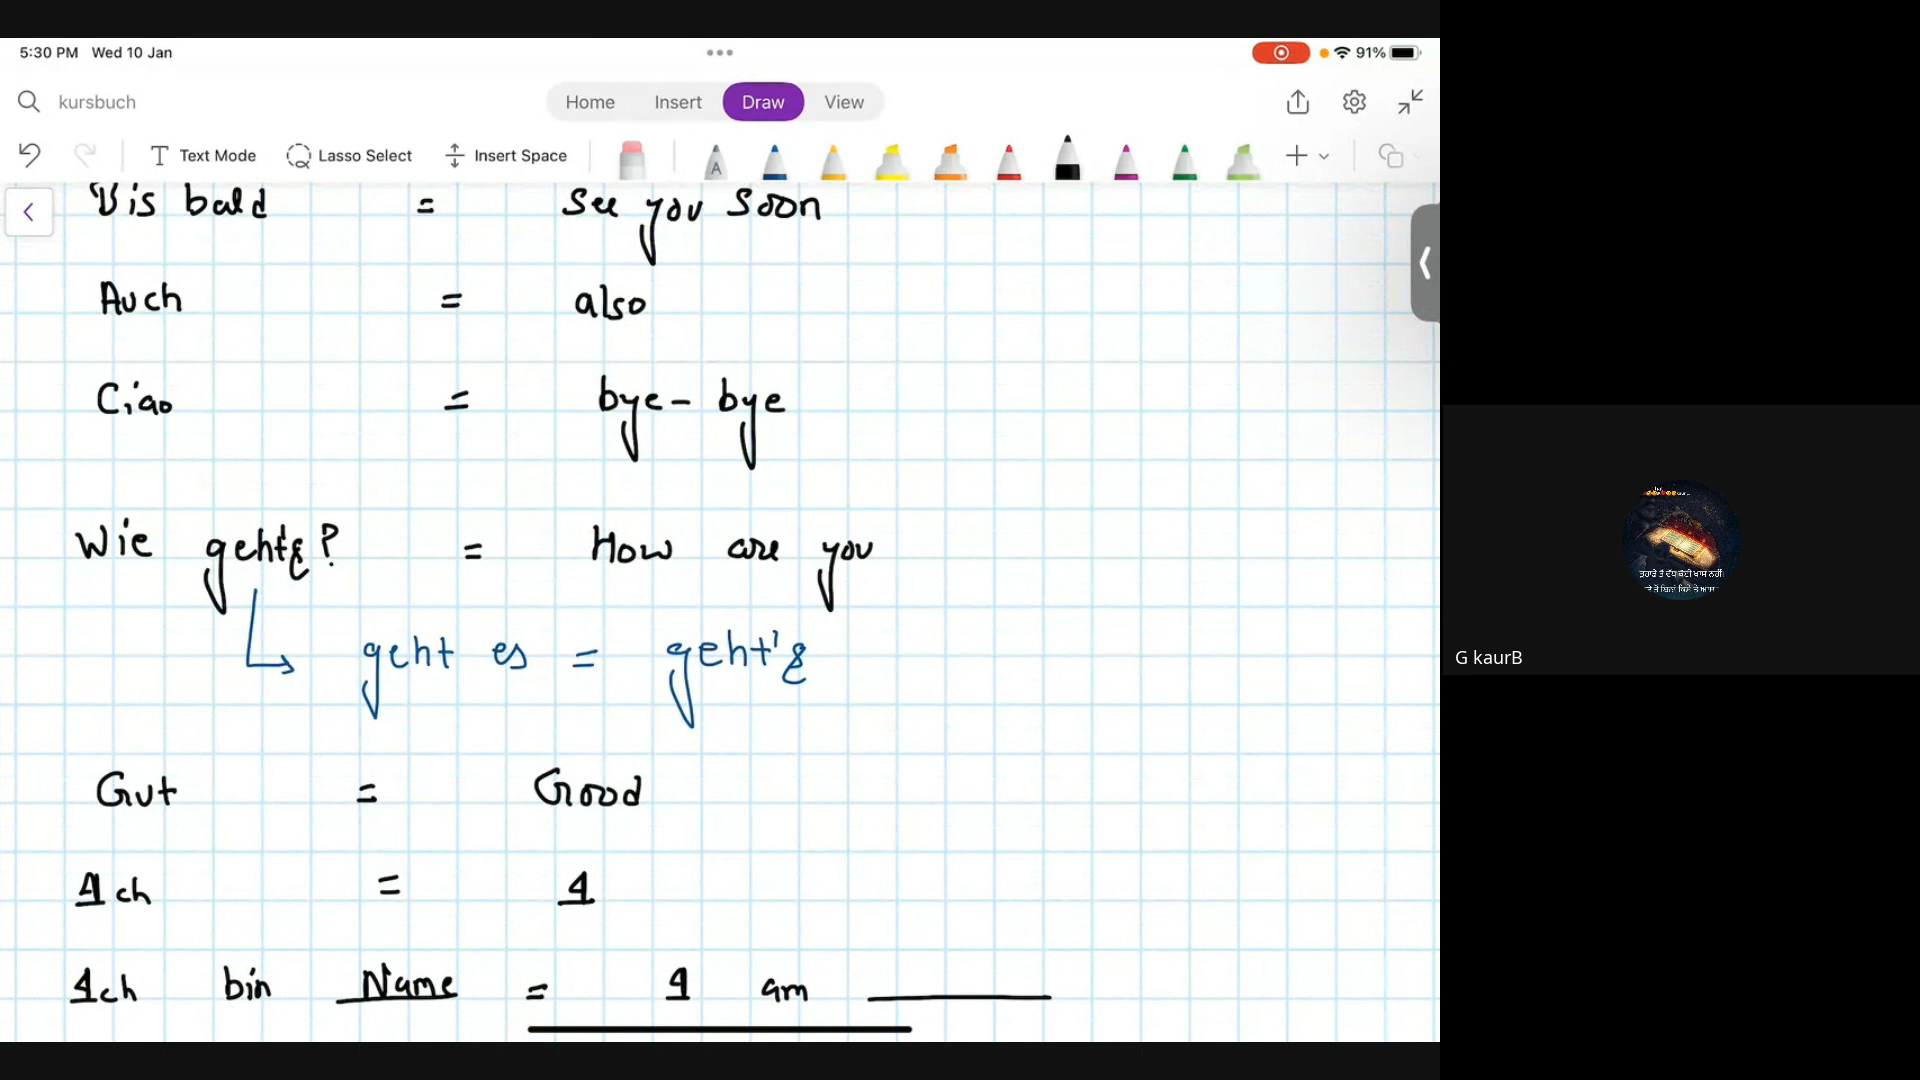 5:30 PM Wed 10 Jan
91%
kursbuch
Home Insert Draw View
Text Mode Lasso Select Insert Space
A
Vis bald = See you Soon
Auch = also
Ciao = bye-bye
Wie geht's? = How are you
geht es = geht's
Gut = Good
Ich = I
Ich bin Name = I am
ਤੁਹਾਡੇ ਤੋਂ ਵੱਧ ਕੋਈ ਖਾਸ ਨਹੀਂ
G kaurB